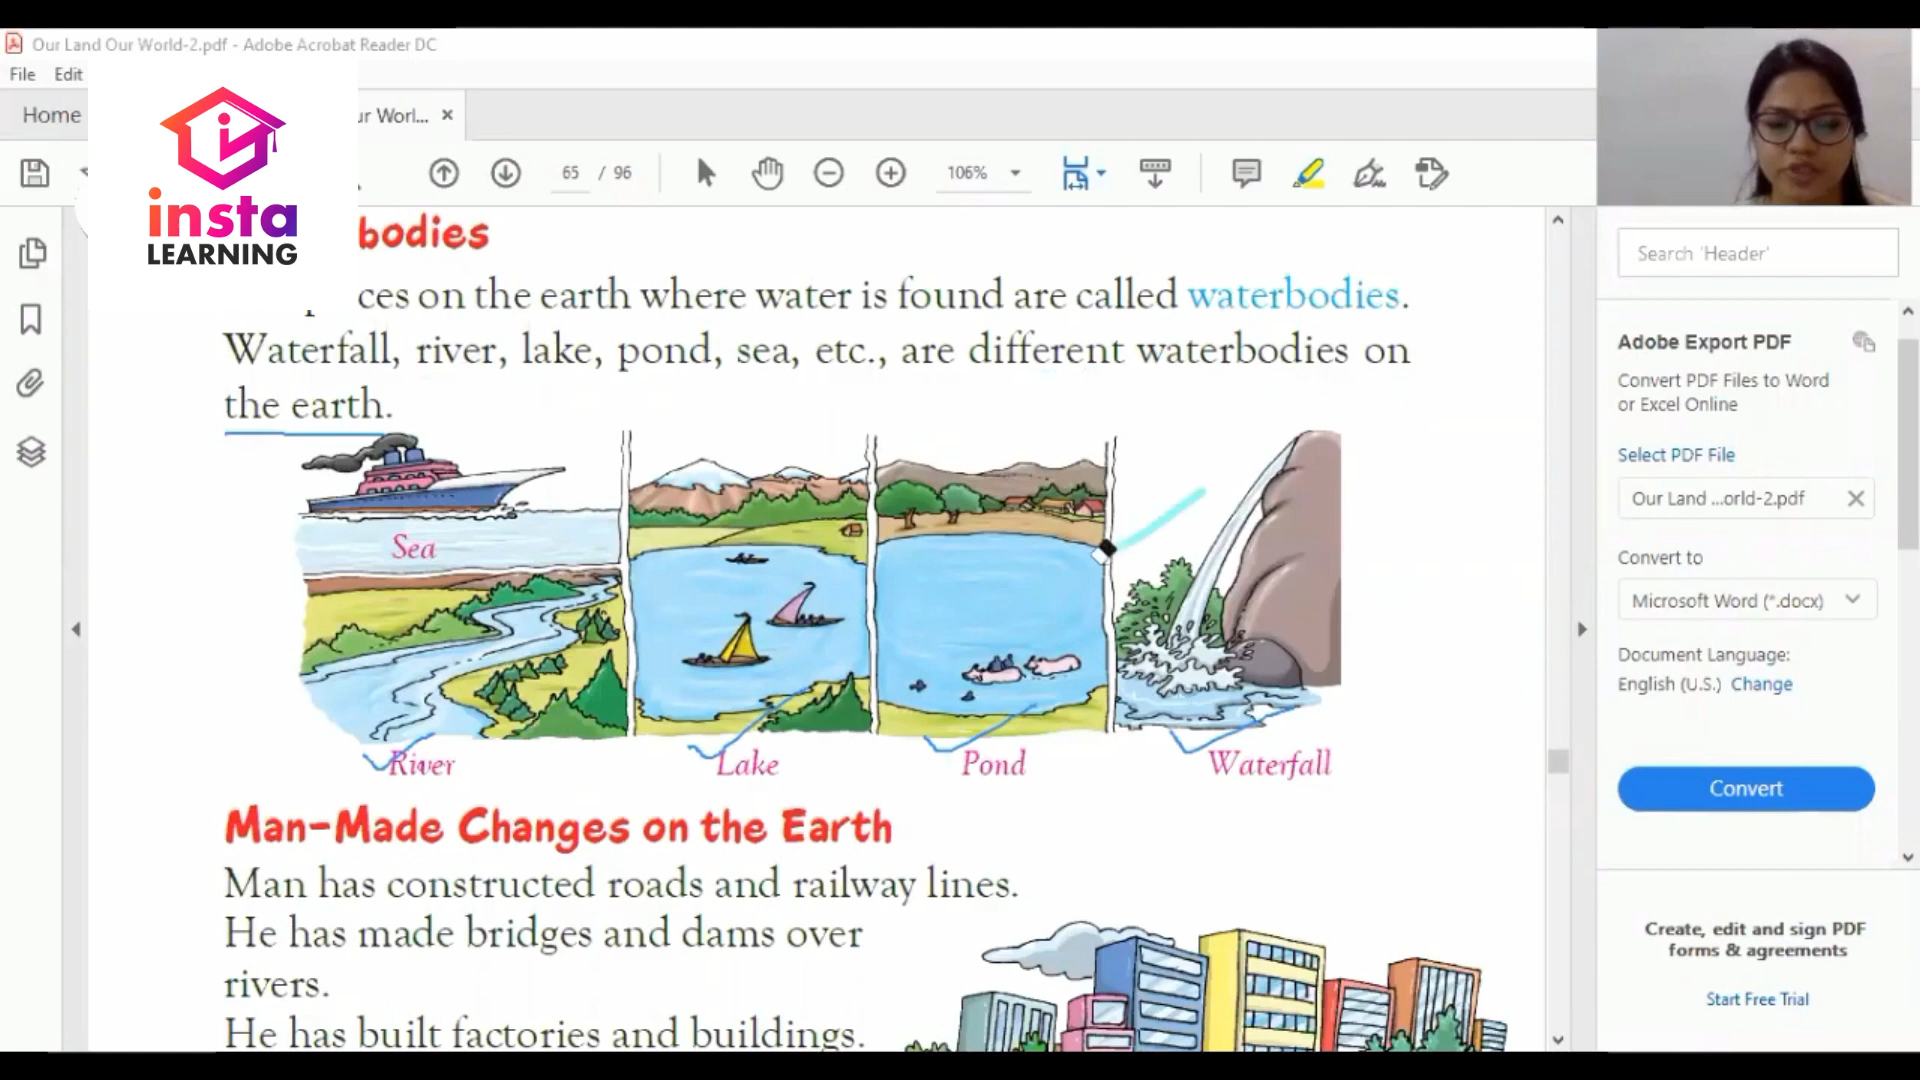 Our Land Our World-2.pdf - Adobe Acrobat Reader DC
File Edit
Home
ur Worl...
65 / 96
106%
insta
LEARNING
bodies
ces on the earth where water is found are called waterbodies.
Waterfall, river, lake, pond, sea, etc., are different waterbodies on
the earth.
Sea
River
Lake
Pond
Waterfall
Man-Made Changes on the Earth
Man has constructed roads and railway lines.
He has made bridges and dams over
rivers.
He has built factories and buildings.
Search 'Header'
Adobe Export PDF
Convert PDF Files to Word
or Excel Online
Select PDF File
Our Land ...orld-2.pdf
Convert to
Microsoft Word (*.docx)
Document Language:
English (U.S.) Change
Convert
Create, edit and sign PDF
forms & agreements
Start Free Trial